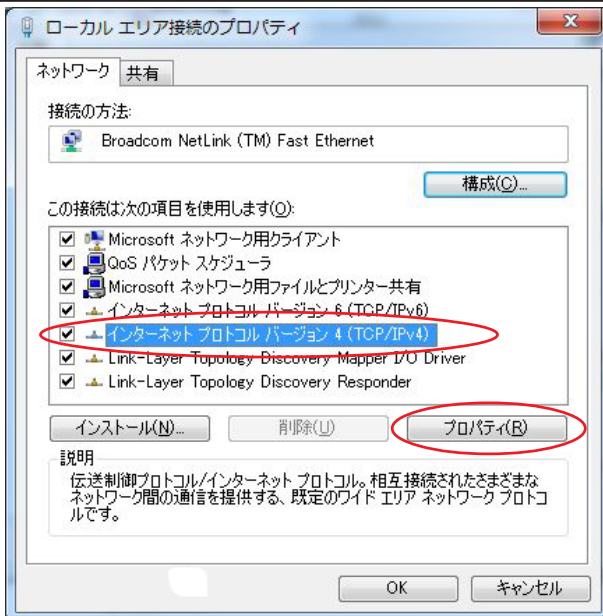 ローカル エリア接続のプロパティ
ネットワーク 共有
接続の方法:
Broadcom NetLink (TM) Fast Ethernet
構成(C)...
この接続は次の項目を使用します(O):
Microsoft ネットワーク用クライアント
QoS パケット スケジューラ
Microsoft ネットワーク用ファイルとプリンター共有
インターネット プロトコル バージョン 6 (TCP/IPv6)
インターネット プロトコル バージョン 4 (TCP/IPv4)
Link-Layer Topology Discovery Mapper I/O Driver
Link-Layer Topology Discovery Responder
インストール(N)... 削除(U) プロパティ(R)
説明
伝送制御プロトコル/インターネット プロトコル。相互接続されたさまざまな
ネットワーク間の通信を提供する、既定のワイド エリア ネットワーク プロトコ
ルです。
OK キャンセル